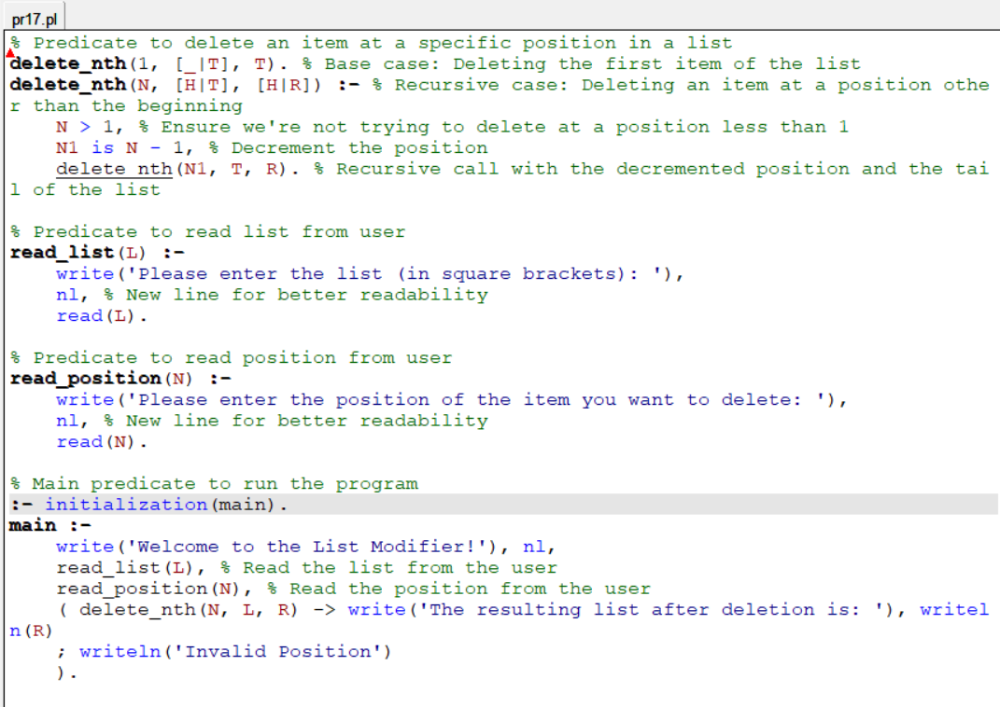 pr17.pl
% Predicate to delete an item at a specific position in a list
delete_nth(1, [_|T], T). % Base case: Deleting the first item of the list
delete_nth(N, [H|T], [H|R]) :- % Recursive case: Deleting an item at a position othe
r than the beginning
    N > 1, % Ensure we're not trying to delete at a position less than 1
    N1 is N - 1, % Decrement the position
    delete_nth(N1, T, R). % Recursive call with the decremented position and the tai
l of the list

% Predicate to read list from user
read_list(L) :-
    write('Please enter the list (in square brackets): '),
    nl, % New line for better readability
    read(L).

% Predicate to read position from user
read_position(N) :-
    write('Please enter the position of the item you want to delete: '),
    nl, % New line for better readability
    read(N).

% Main predicate to run the program
:- initialization(main).
main :-
    write('Welcome to the List Modifier!'), nl,
    read_list(L), % Read the list from the user
    read_position(N), % Read the position from the user
    ( delete_nth(N, L, R) -> write('The resulting list after deletion is: '), writel
n(R)
    ; writeln('Invalid Position')
    ).